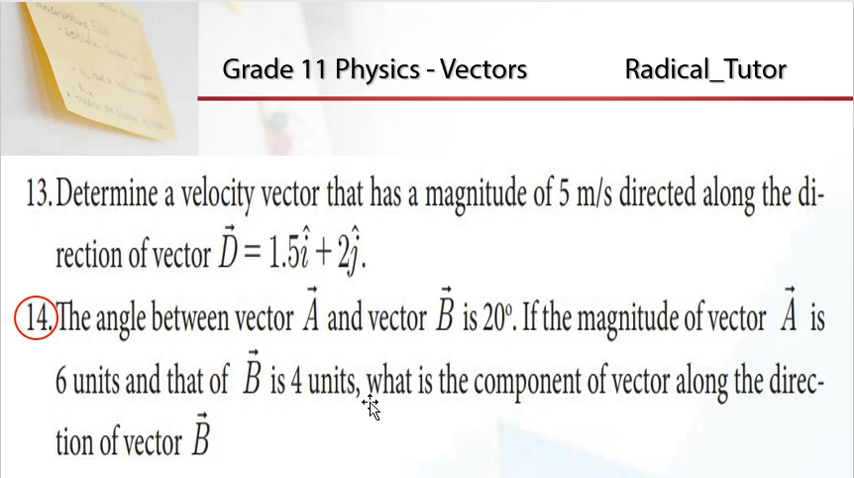 Grade 11 Physics - Vectors Radical_Tutor
13. Determine a velocity vector that has a magnitude of 5 m/s directed along the di-
rection of vector D⃗ = 1.5î + 2ĵ.
14. The angle between vector A⃗ and vector B⃗ is 20º. If the magnitude of vector A⃗ is
6 units and that of B⃗ is 4 units, what is the component of vector along the direc-
tion of vector B⃗